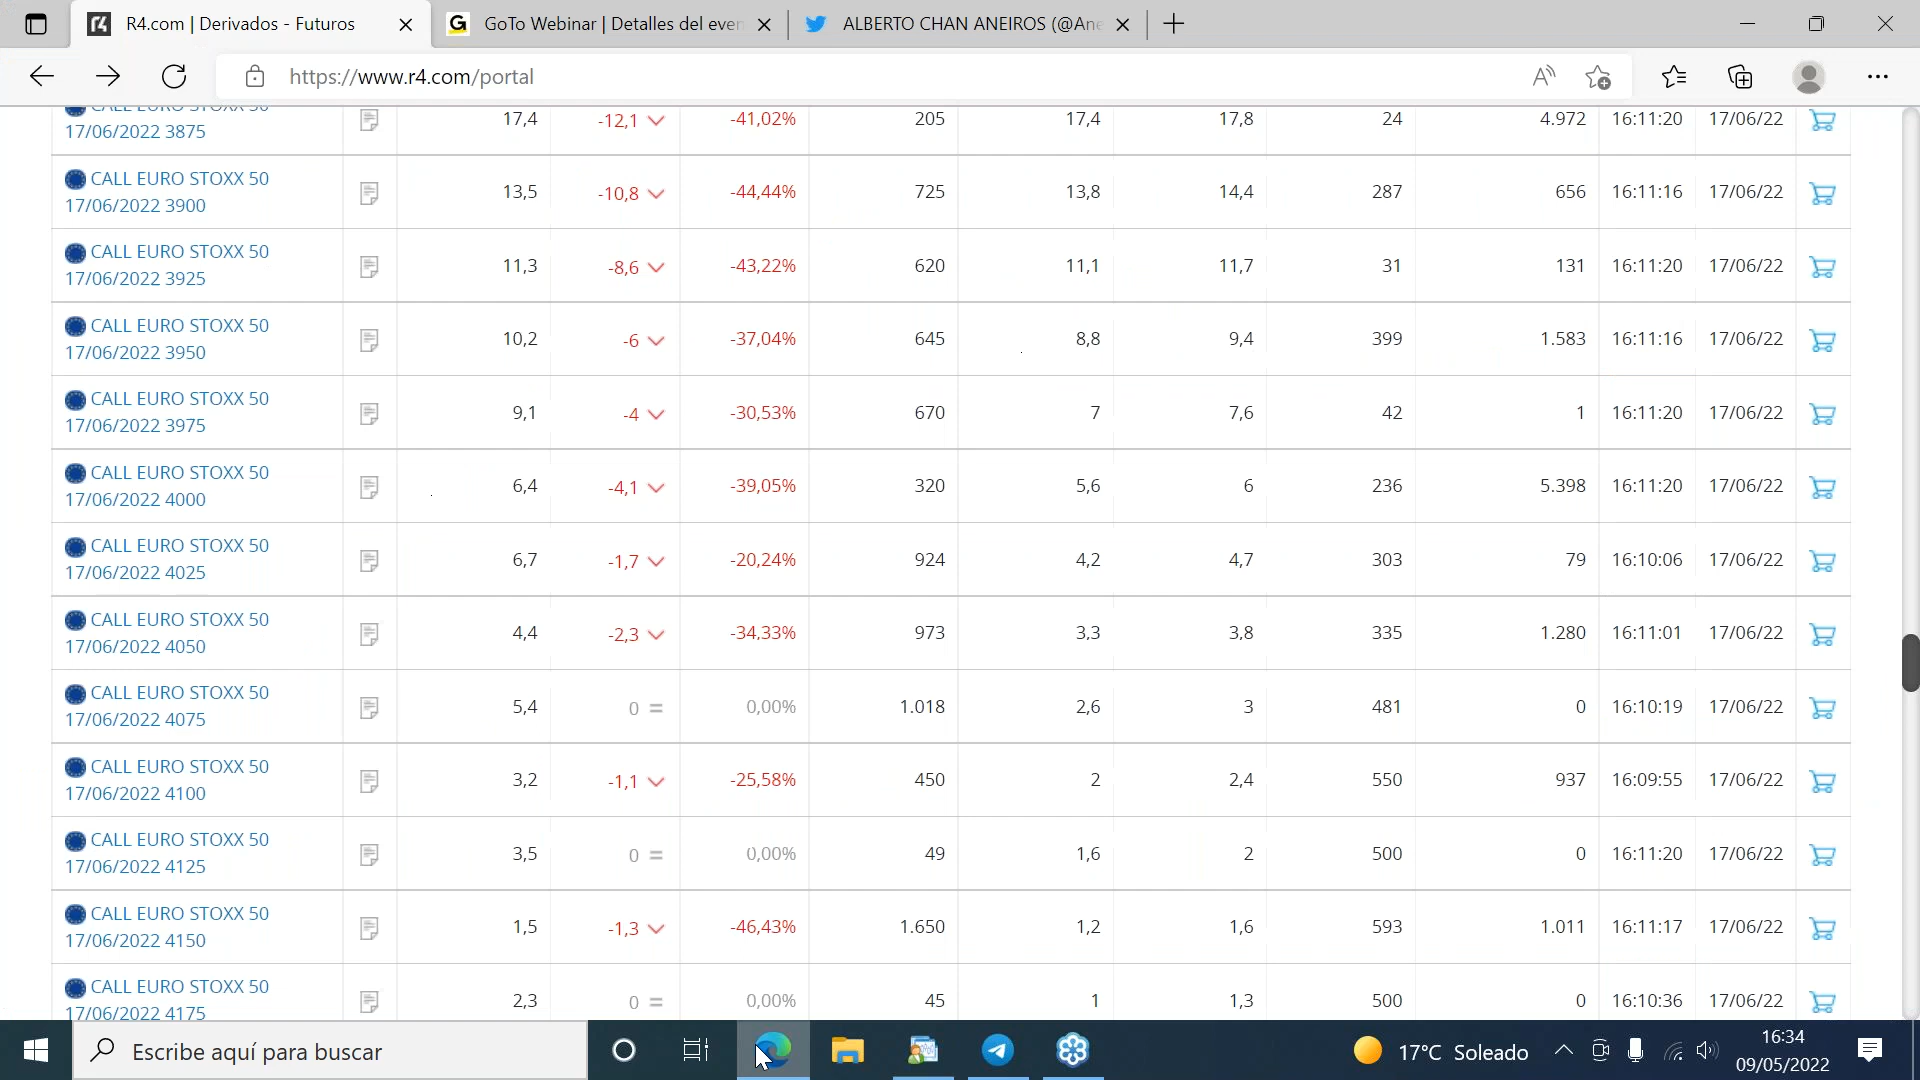 R4.com | Derivados - Futuros
GoTo Webinar | Detalles del even
ALBERTO CHAN ANEIROS (@Ane
https://www.r4.com/portal
CALL EURO STOXX 50
17/06/2022 3875 17,4 -12,1 -41,02% 205 17,4 17,8 24 4.972 16:11:20 17/06/22
CALL EURO STOXX 50
17/06/2022 3900 13,5 -10,8 -44,44% 725 13,8 14,4 287 656 16:11:16 17/06/22
CALL EURO STOXX 50
17/06/2022 3925 11,3 -8,6 -43,22% 620 11,1 11,7 31 131 16:11:20 17/06/22
CALL EURO STOXX 50
17/06/2022 3950 10,2 -6 -37,04% 645 8,8 9,4 399 1.583 16:11:16 17/06/22
CALL EURO STOXX 50
17/06/2022 3975 9,1 -4 -30,53% 670 7 7,6 42 1 16:11:20 17/06/22
CALL EURO STOXX 50
17/06/2022 4000 6,4 -4,1 -39,05% 320 5,6 6 236 5.398 16:11:20 17/06/22
CALL EURO STOXX 50
17/06/2022 4025 6,7 -1,7 -20,24% 924 4,2 4,7 303 79 16:10:06 17/06/22
CALL EURO STOXX 50
17/06/2022 4050 4,4 -2,3 -34,33% 973 3,3 3,8 335 1.280 16:11:01 17/06/22
CALL EURO STOXX 50
17/06/2022 4075 5,4 0 = 0,00% 1.018 2,6 3 481 0 16:10:19 17/06/22
CALL EURO STOXX 50
17/06/2022 4100 3,2 -1,1 -25,58% 450 2 2,4 550 937 16:09:55 17/06/22
CALL EURO STOXX 50
17/06/2022 4125 3,5 0 = 0,00% 49 1,6 2 500 0 16:11:20 17/06/22
CALL EURO STOXX 50
17/06/2022 4150 1,5 -1,3 -46,43% 1.650 1,2 1,6 593 1.011 16:11:17 17/06/22
CALL EURO STOXX 50
17/06/2022 4175 2,3 0 = 0,00% 45 1 1,3 500 0 16:10:36 17/06/22
Escribe aquí para buscar
17°C Soleado
16:34
09/05/2022